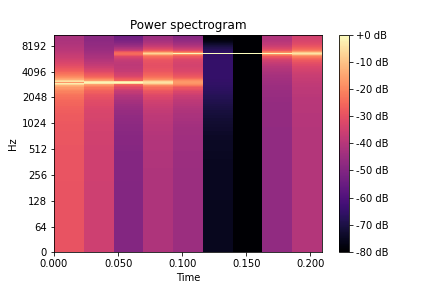 Power spectrogram
8192
4096
2048
1024
512
256
128
64
0
Hz
0.000 0.050 0.100 0.150 0.200
Time
+0 dB
-10 dB
-20 dB
-30 dB
-40 dB
-50 dB
-60 dB
-70 dB
-80 dB